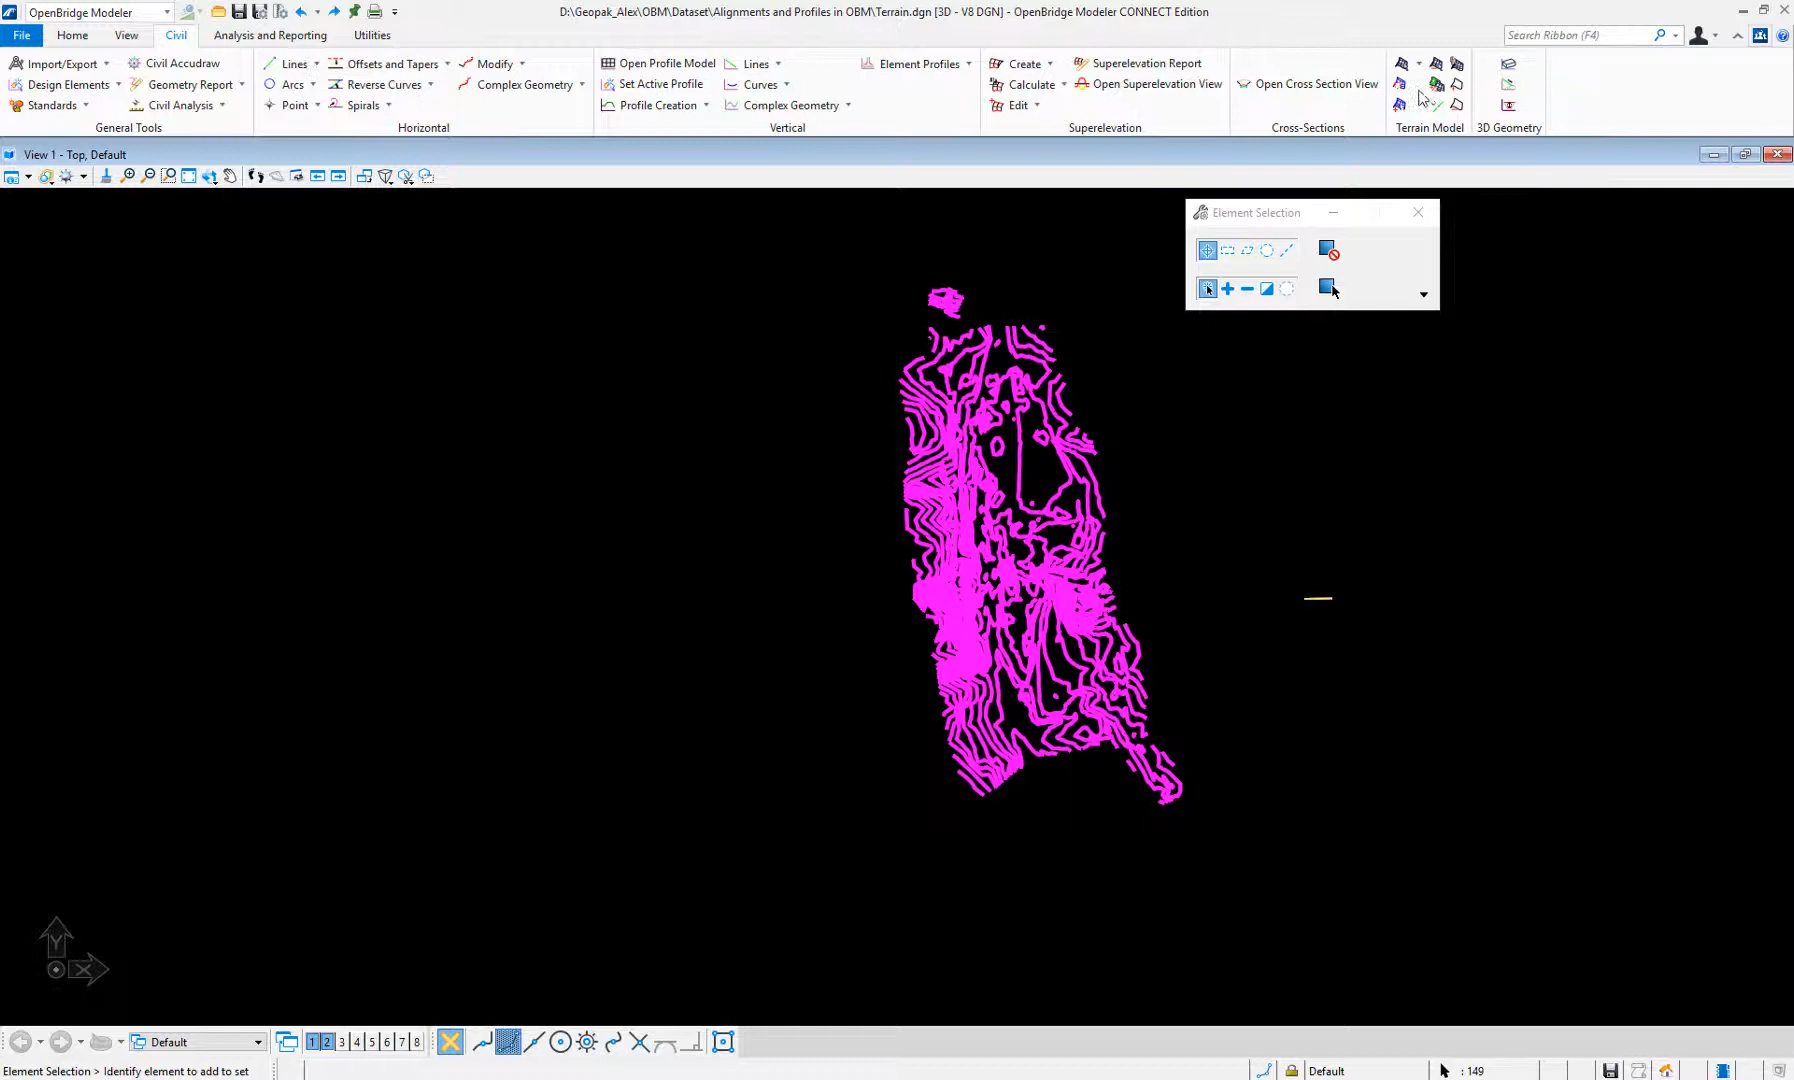 OpenBridge Modeler
D:\Geopak_Alex\OBM\Dataset\Alignments and Profiles in OBM\Terrain.dgn [3D - V8 DGN] - OpenBridge Modeler CONNECT Edition
File Home View Civil Analysis and Reporting Utilities
Search Ribbon (F4)
Import/Export Civil Accudraw Lines Offsets and Tapers Modify Open Profile Model Lines Element Profiles Create Superelevation Report
Design Elements Geometry Report Arcs Reverse Curves Complex Geometry Set Active Profile Curves Calculate Open Superelevation View Open Cross Section View
Standards Civil Analysis Point Spirals Profile Creation Complex Geometry Edit
General Tools Horizontal Vertical Superelevation Cross-Sections Terrain Model 3D Geometry
View 1 - Top, Default
Element Selection
Y
X
Default 1 2 3 4 5 6 7 8
Element Selection > Identify element to add to set Default : 149